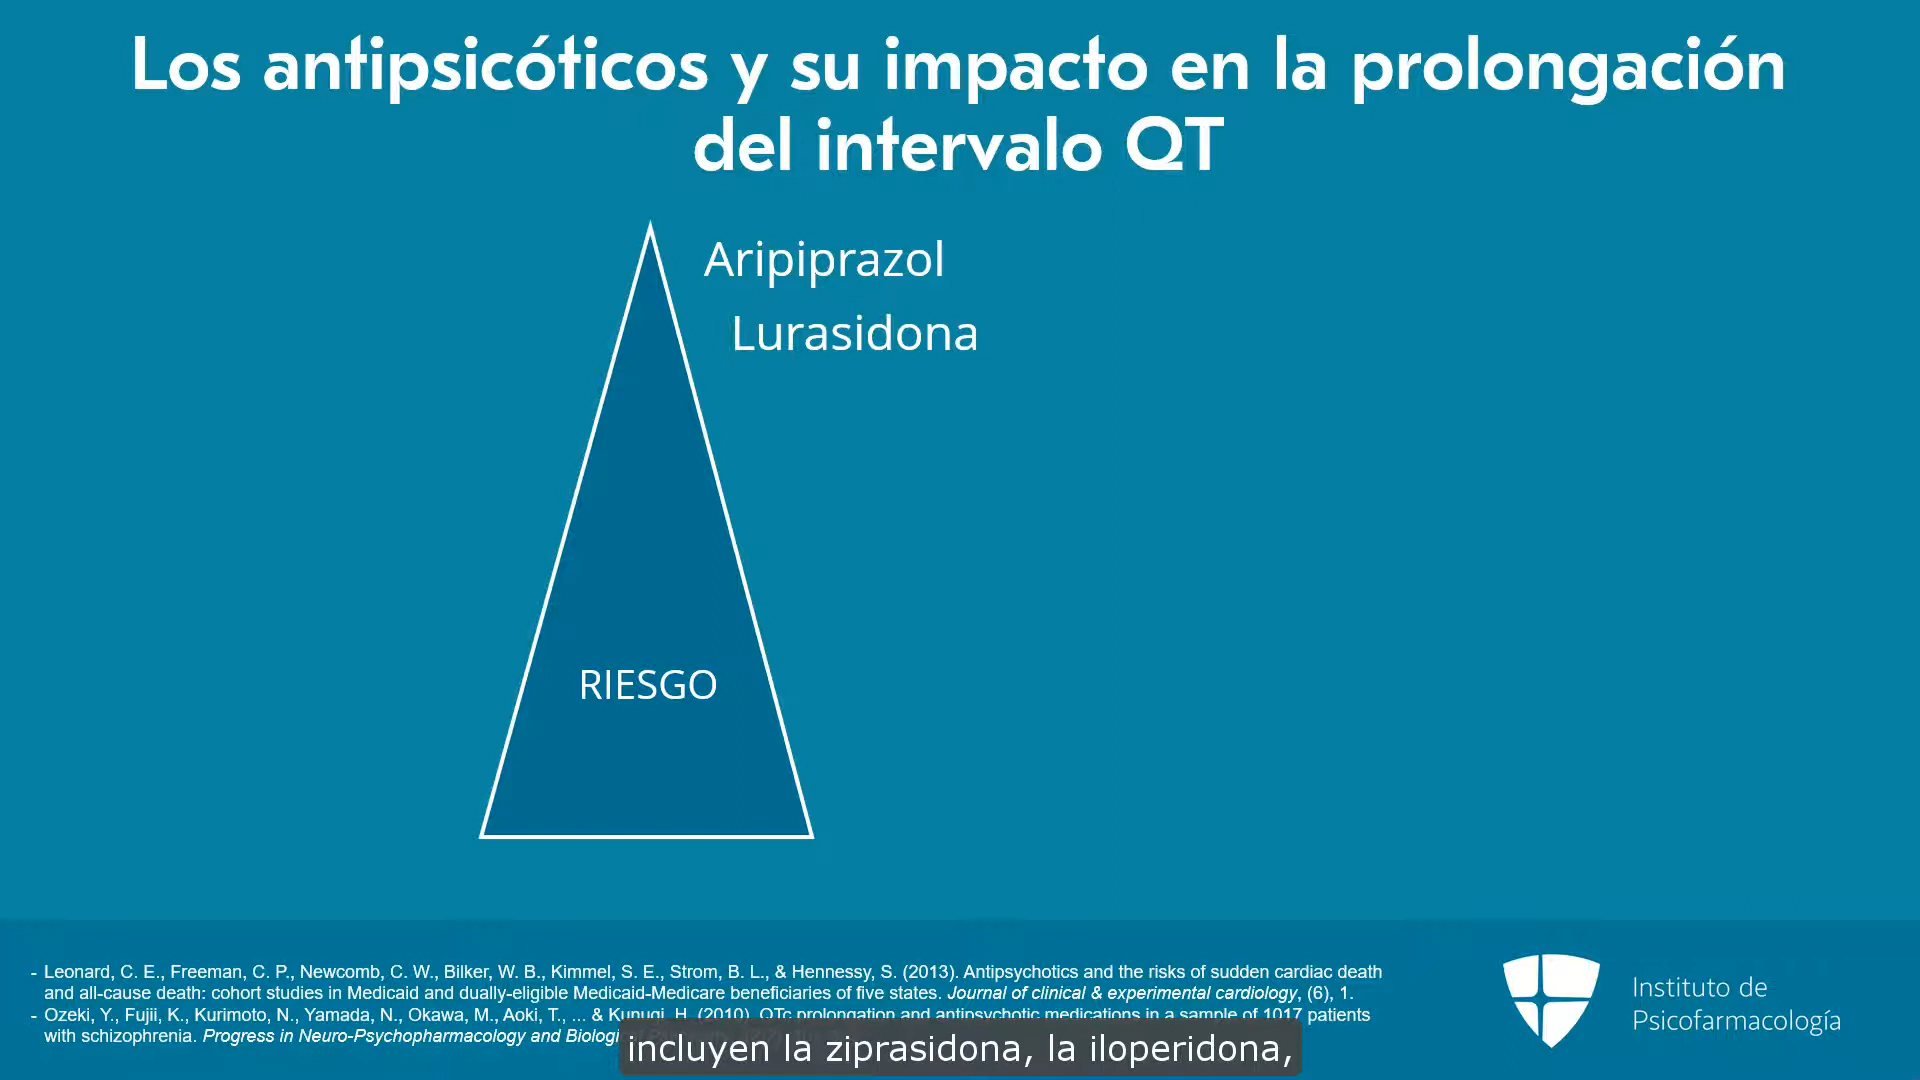 Los antipsicóticos y su impacto en la prolongación
del intervalo QT
Aripiprazol
Lurasidona
RIESGO
- Leonard, C. E., Freeman, C. P., Newcomb, C. W., Bilker, W. B., Kimmel, S. E., Strom, B. L., & Hennessy, S. (2013). Antipsychotics and the risks of sudden cardiac death
and all-cause death: cohort studies in Medicaid and dually-eligible Medicaid-Medicare beneficiaries of five states. Journal of clinical & experimental cardiology, (6), 1.
- Ozeki, Y., Fujii, K., Kurimoto, N., Yamada, N., Okawa, M., Aoki, T., ... & Kunugi, H. (2010). QTc prolongation and antipsychotic medications in a sample of 1017 patients
with schizophrenia. Progress in Neuro-Psychopharmacology and
incluyen la ziprasidona, la iloperidona,
Instituto de
Psicofarmacología